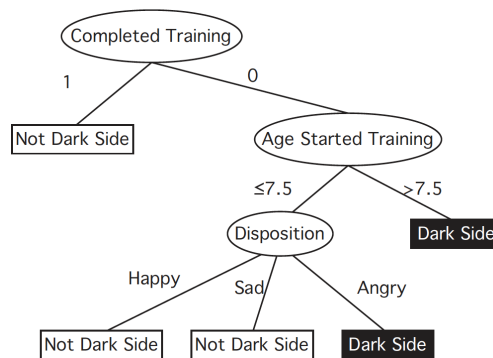 Completed Training
1
0
Not Dark Side
Age Started Training
≤7.5
>7.5
Disposition
Dark Side
Happy
Sad
Angry
Not Dark Side
Not Dark Side
Dark Side